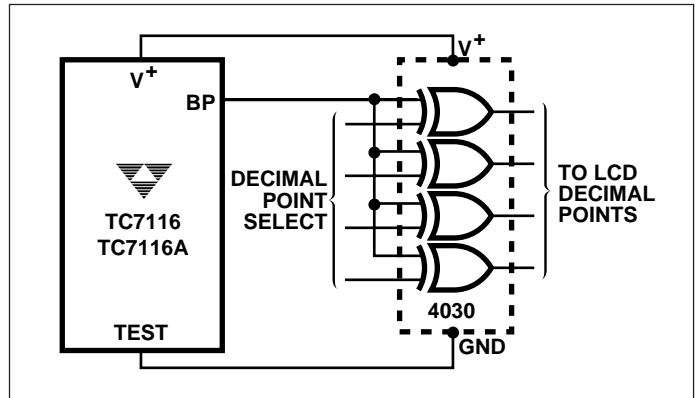 V+
V+
BP
DECIMAL
POINT
SELECT
TO LCD
DECIMAL
POINTS
TC7116
TC7116A
4030
TEST
GND